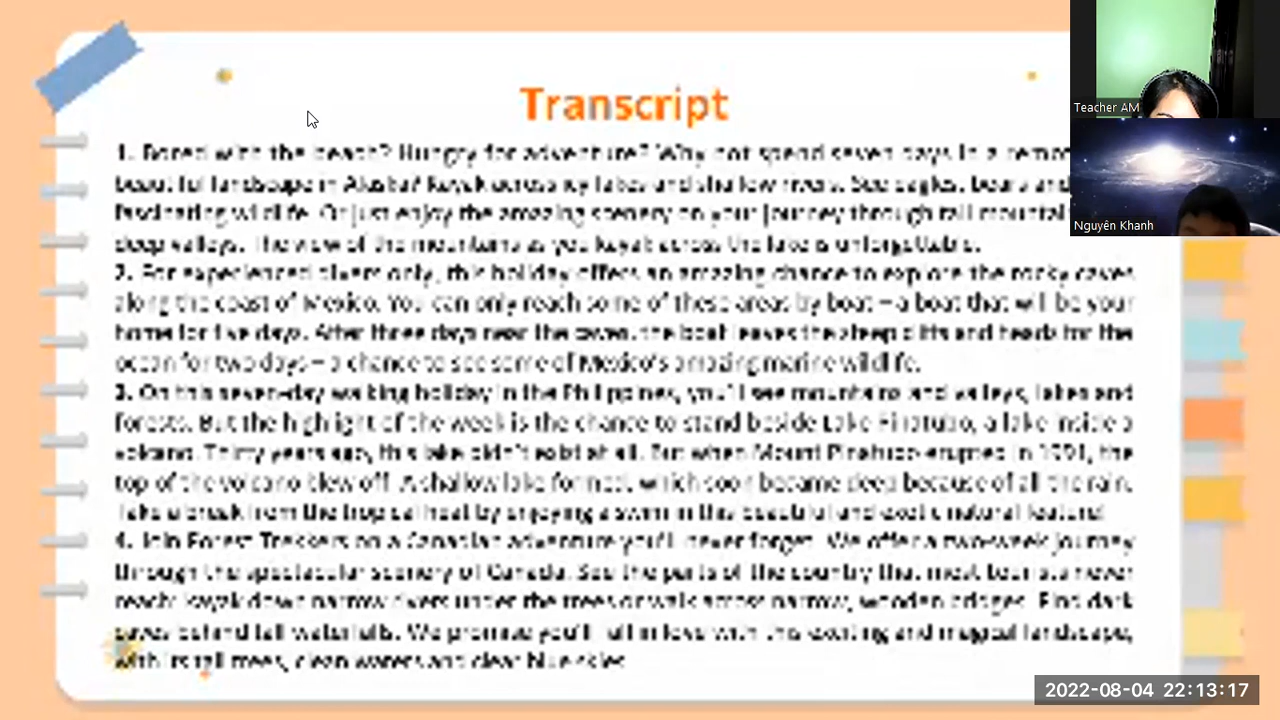 Transcript
1. Bored with the beach? Hungry for adventure? Why not spend seven days in a remo
beautiful landscape in Alaska? Kayak across icy lakes and shallow rivers. See eagles, bears and
fascinating wildlife. Or just enjoy the amazing scenery on your journey through tall mountai
deep valleys. The view of the mountains as you kayak across the lake is unforgettable.
2. For experienced divers only, this holiday offers an amazing chance to explore the rocky caves
along the coast of Mexico. You can only reach some of these areas by boat – a boat that will be your
home for five days. After three days near the caves, the boat leaves the steep cliffs and heads for the
ocean for two days – a chance to see some of Mexico's amazing marine wildlife.
3. On this seven-day walking holiday in the Philippines, you'll see mountains and valleys, lakes and
forests. But the highlight of the week is the chance to stand beside Lake Pinatubo, a lake inside a
volcano. Thirty years ago, this lake didn't exist at all. But when Mount Pinatubo erupted in 1991, the
top of the volcano blew off. A shallow lake formed, which soon became deep because of all the rain.
Take a break from the tropical heat by enjoying a swim in this beautiful and exotic natural feature!
4. Join Forest Trekkers on a Canadian adventure you'll never forget. We offer a two-week journey
through the spectacular scenery of Canada. See the parts of the country that most tourists never
reach: kayak down narrow rivers under the trees or walk across narrow, wooden bridges. Find dark
caves behind tall waterfalls. We promise you'll fall in love with this exciting and magical landscape,
with its tall trees, clean waters and clear blue skies.
Teacher AM
Nguyên Khanh
2022-08-04 22:13:17